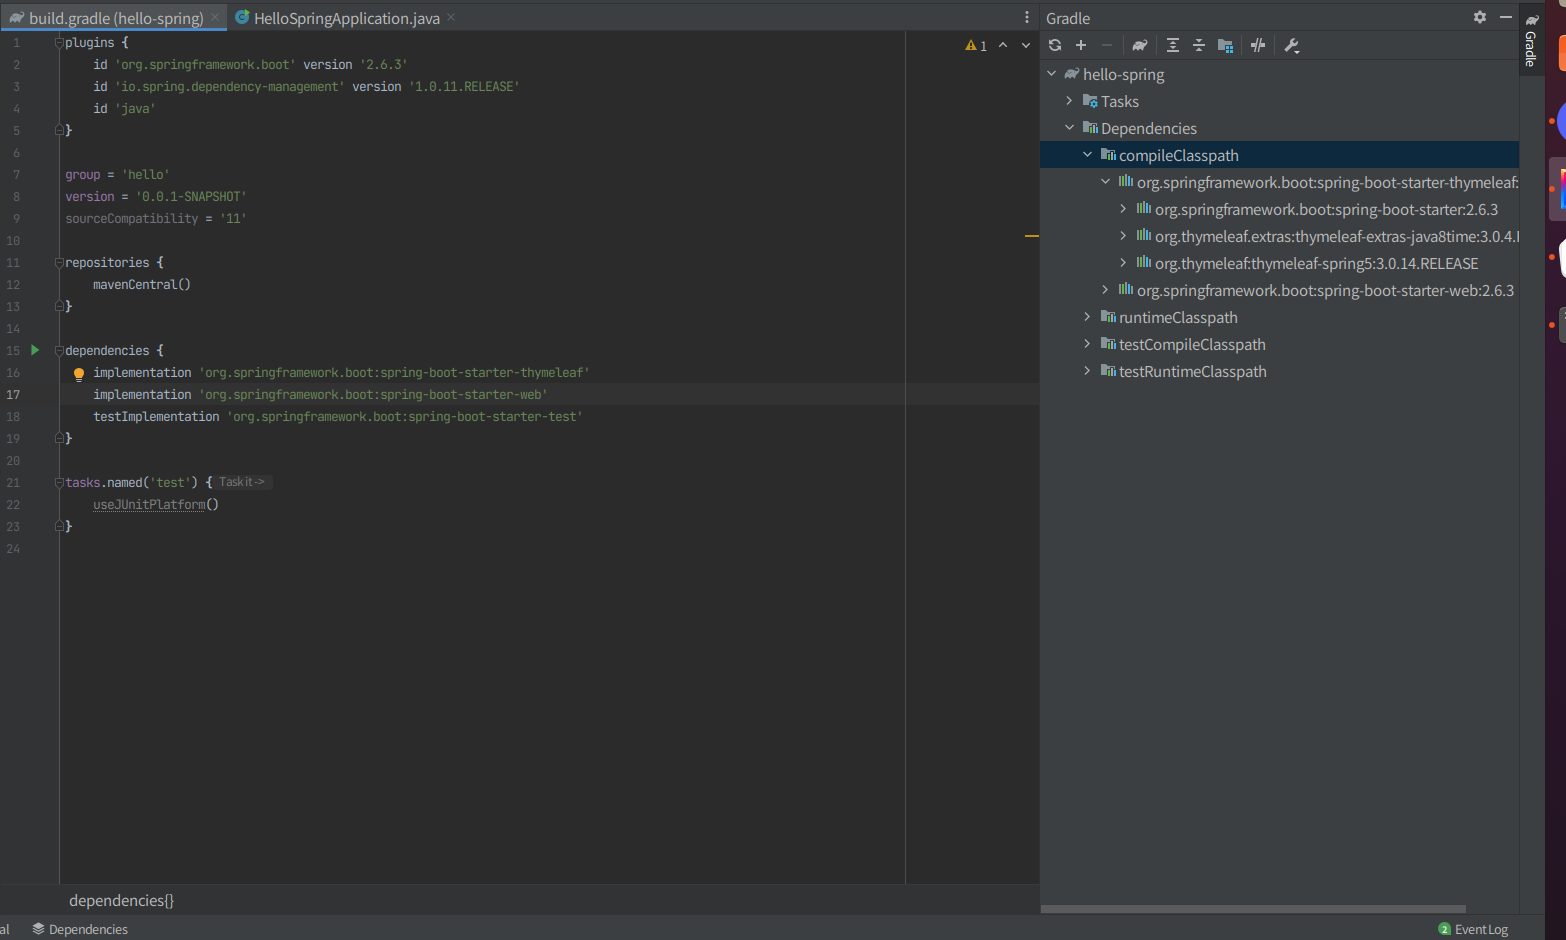 build.gradle (hello-spring)
HelloSpringApplication.java
1 plugins {
2 id 'org.springframework.boot' version '2.6.3'
3 id 'io.spring.dependency-management' version '1.0.11.RELEASE'
4 id 'java'
5 }
6
7 group = 'hello'
8 version = '0.0.1-SNAPSHOT'
9 sourceCompatibility = '11'
10
11 repositories {
12 mavenCentral()
13 }
14
15 dependencies {
16 implementation 'org.springframework.boot:spring-boot-starter-thymeleaf'
17 implementation 'org.springframework.boot:spring-boot-starter-web'
18 testImplementation 'org.springframework.boot:spring-boot-starter-test'
19 }
20
21 tasks.named('test') { Task it ->
22 useJUnitPlatform()
23 }
24
1
dependencies{}
Gradle
hello-spring
Tasks
Dependencies
compileClasspath
org.springframework.boot:spring-boot-starter-thymeleaf:
org.springframework.boot:spring-boot-starter:2.6.3
org.thymeleaf.extras:thymeleaf-extras-java8time:3.0.4.
org.thymeleaf:thymeleaf-spring5:3.0.14.RELEASE
org.springframework.boot:spring-boot-starter-web:2.6.3
runtimeClasspath
testCompileClasspath
testRuntimeClasspath
Gradle
al
Dependencies
2 Event Log